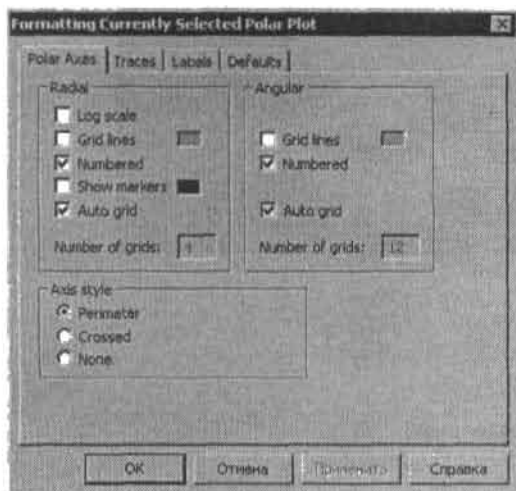 Formatting Currently Selected Polar Plot
Polar Axes Traces Labels Defaults
Radial
Log scale
Grid lines
Numbered
Show markers
Auto grid
Number of grids: 4
Angular
Grid lines
Numbered
Auto grid
Number of grids: 12
Axis style
Perimeter
Crossed
None
OK Отмена Применить Справка